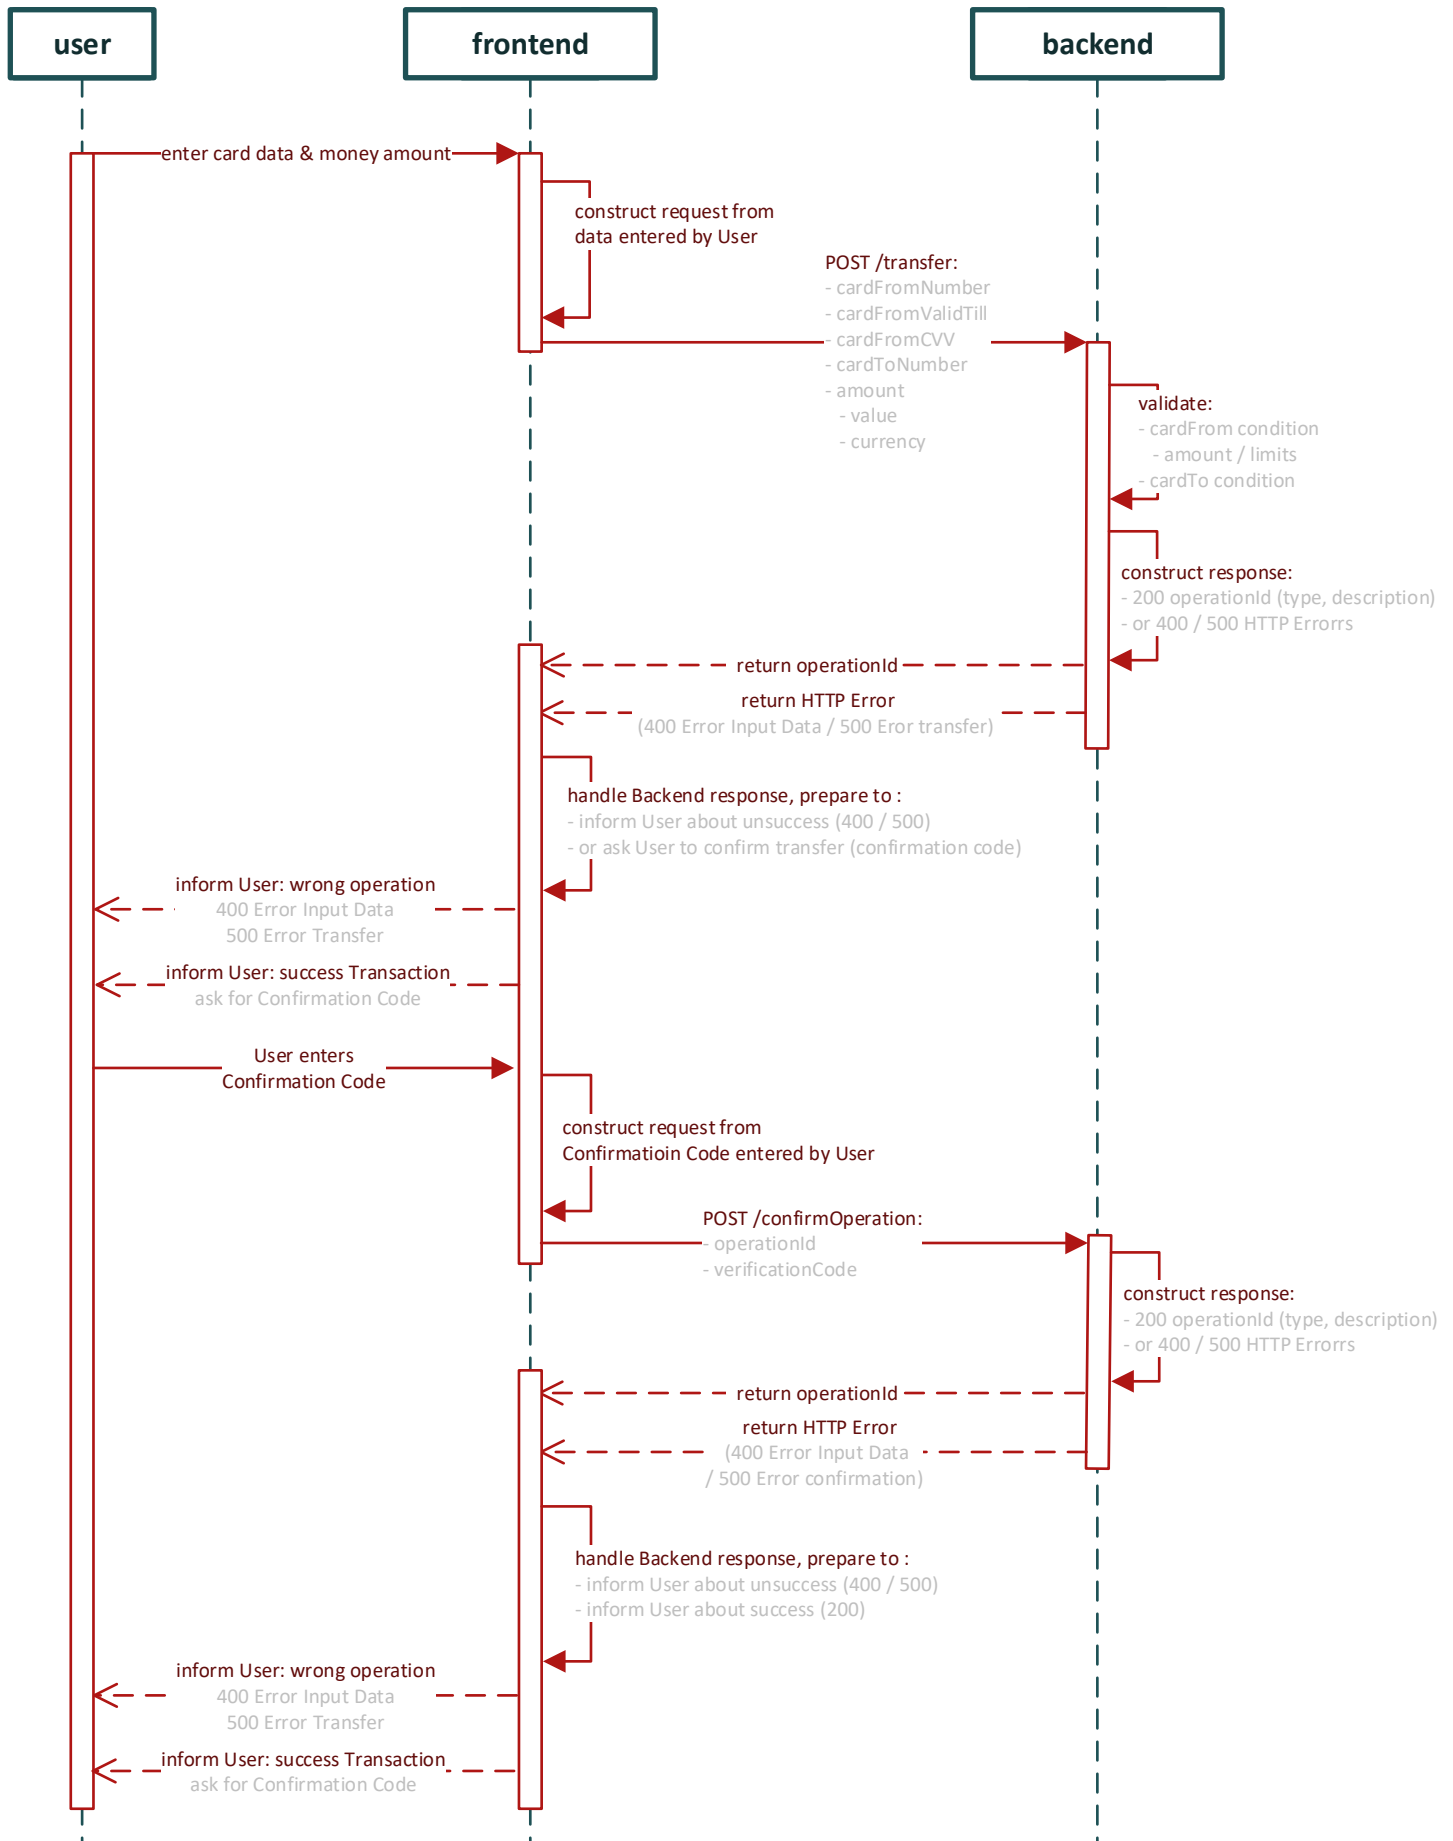 user
frontend
backend
enter card data & money amount
construct request from
data entered by User
POST /transfer:
- cardFromNumber
- cardFromValidTill
- cardFromCVV
- cardToNumber
- amount
- value
- currency
validate:
- cardFrom condition
- amount / limits
- cardTo condition
construct response:
- 200 operationId (type, description)
- or 400 / 500 HTTP Errorrs
return operationId
return HTTP Error
(400 Error Input Data / 500 Eror transfer)
handle Backend response, prepare to :
- inform User about unsuccess (400 / 500)
- or ask User to confirm transfer (confirmation code)
inform User: wrong operation
400 Error Input Data
500 Error Transfer
inform User: success Transaction
ask for Confirmation Code
User enters
Confirmation Code
construct request from
Confirmatioin Code entered by User
POST /confirmOperation:
- operationId
- verificationCode
construct response:
- 200 operationId (type, description)
- or 400 / 500 HTTP Errorrs
return operationId
return HTTP Error
(400 Error Input Data
/ 500 Error confirmation)
handle Backend response, prepare to :
- inform User about unsuccess (400 / 500)
- inform User about success (200)
inform User: wrong operation
400 Error Input Data
500 Error Transfer
inform User: success Transaction
ask for Confirmation Code